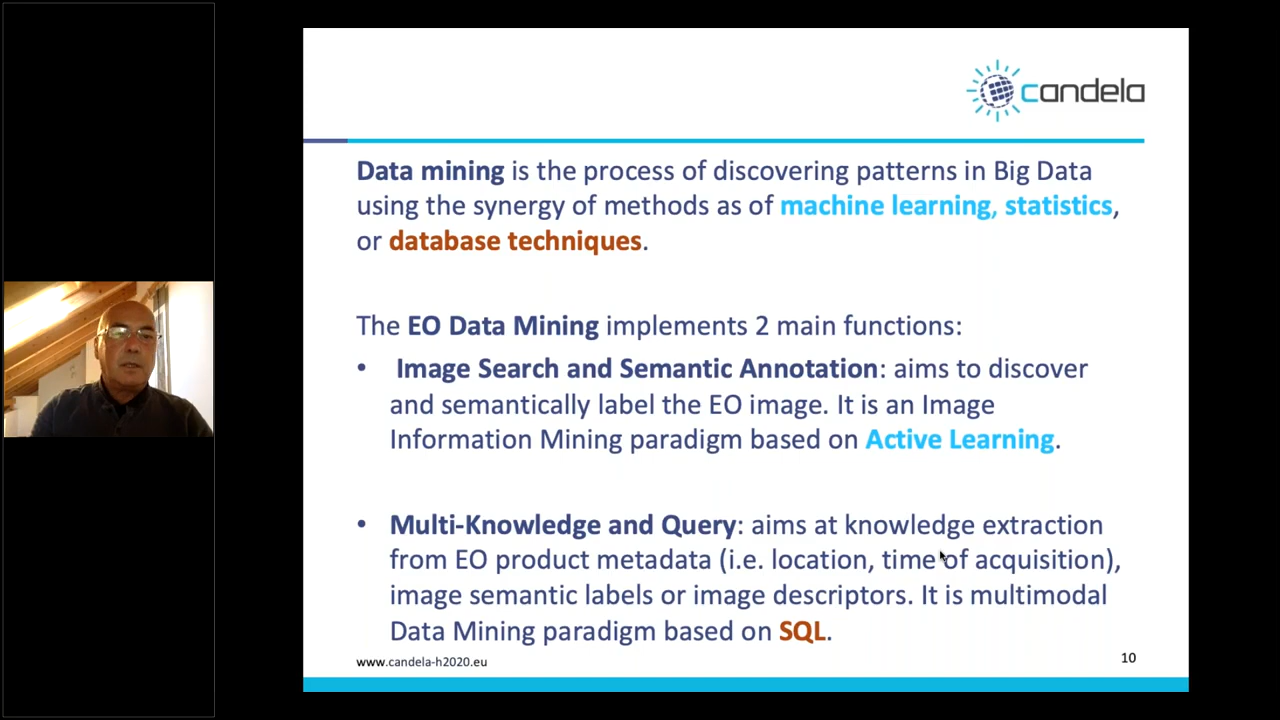 candela
Data mining is the process of discovering patterns in Big Data
using the synergy of methods as of machine learning, statistics,
or database techniques.
The EO Data Mining implements 2 main functions:
• Image Search and Semantic Annotation: aims to discover
and semantically label the EO image. It is an Image
Information Mining paradigm based on Active Learning.
• Multi-Knowledge and Query: aims at knowledge extraction
from EO product metadata (i.e. location, time of acquisition),
image semantic labels or image descriptors. It is multimodal
Data Mining paradigm based on SQL.
www.candela-h2020.eu
10